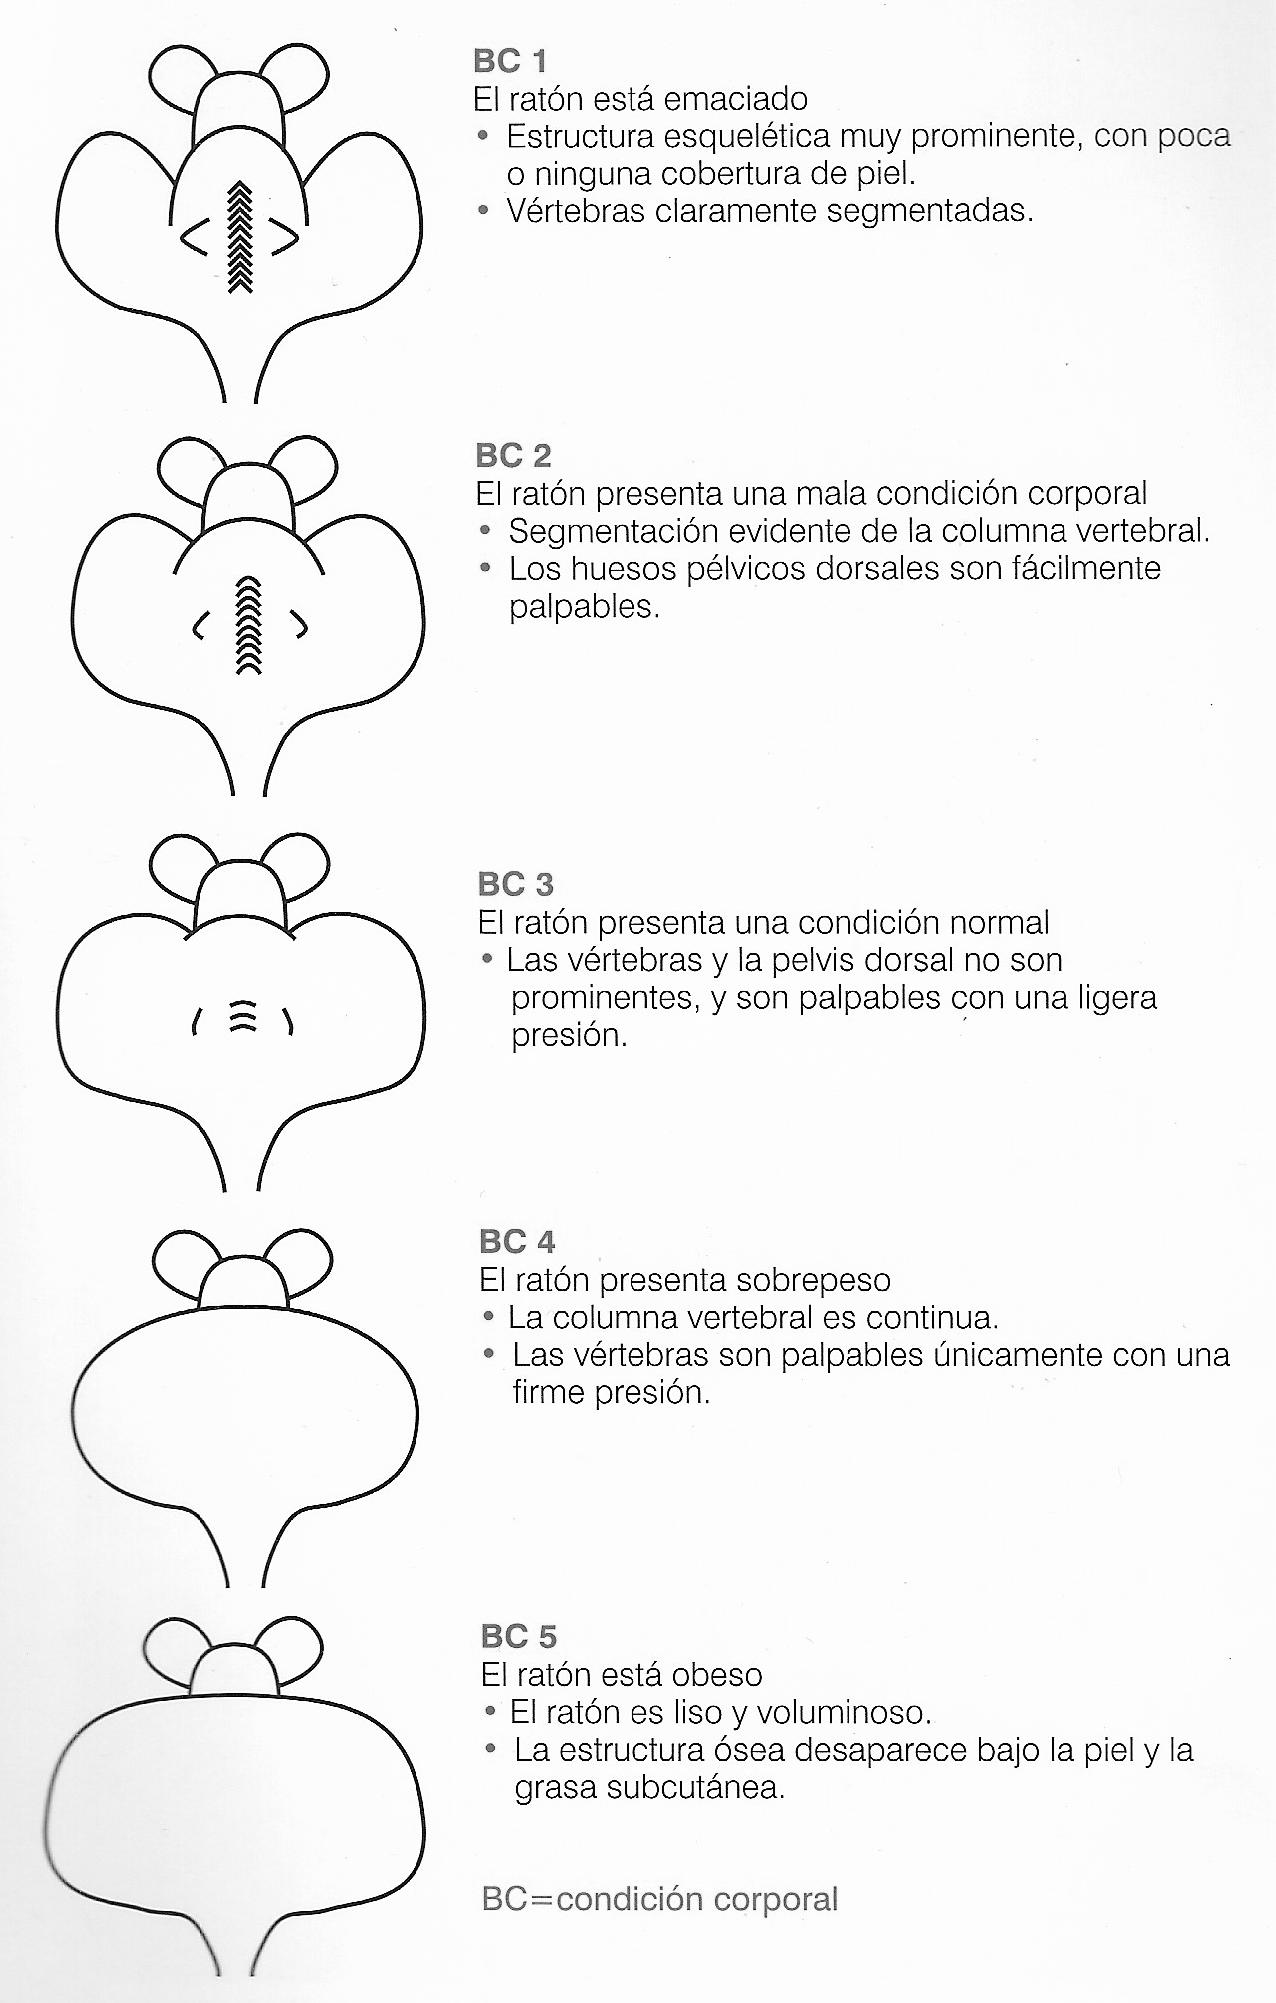 BC 1
El ratón está emaciado
• Estructura esquelética muy prominente, con poca
o ninguna cobertura de piel.
• Vértebras claramente segmentadas.
BC 2
El ratón presenta una mala condición corporal
• Segmentación evidente de la columna vertebral.
• Los huesos pélvicos dorsales son fácilmente
palpables.
BC 3
El ratón presenta una condición normal
• Las vértebras y la pelvis dorsal no son
prominentes, y son palpables con una ligera
presión.
BC 4
El ratón presenta sobrepeso
• La columna vertebral es continua.
• Las vértebras son palpables únicamente con una
firme presión.
BC 5
El ratón está obeso
• El ratón es liso y voluminoso.
• La estructura ósea desaparece bajo la piel y la
grasa subcutánea.
BC=condición corporal